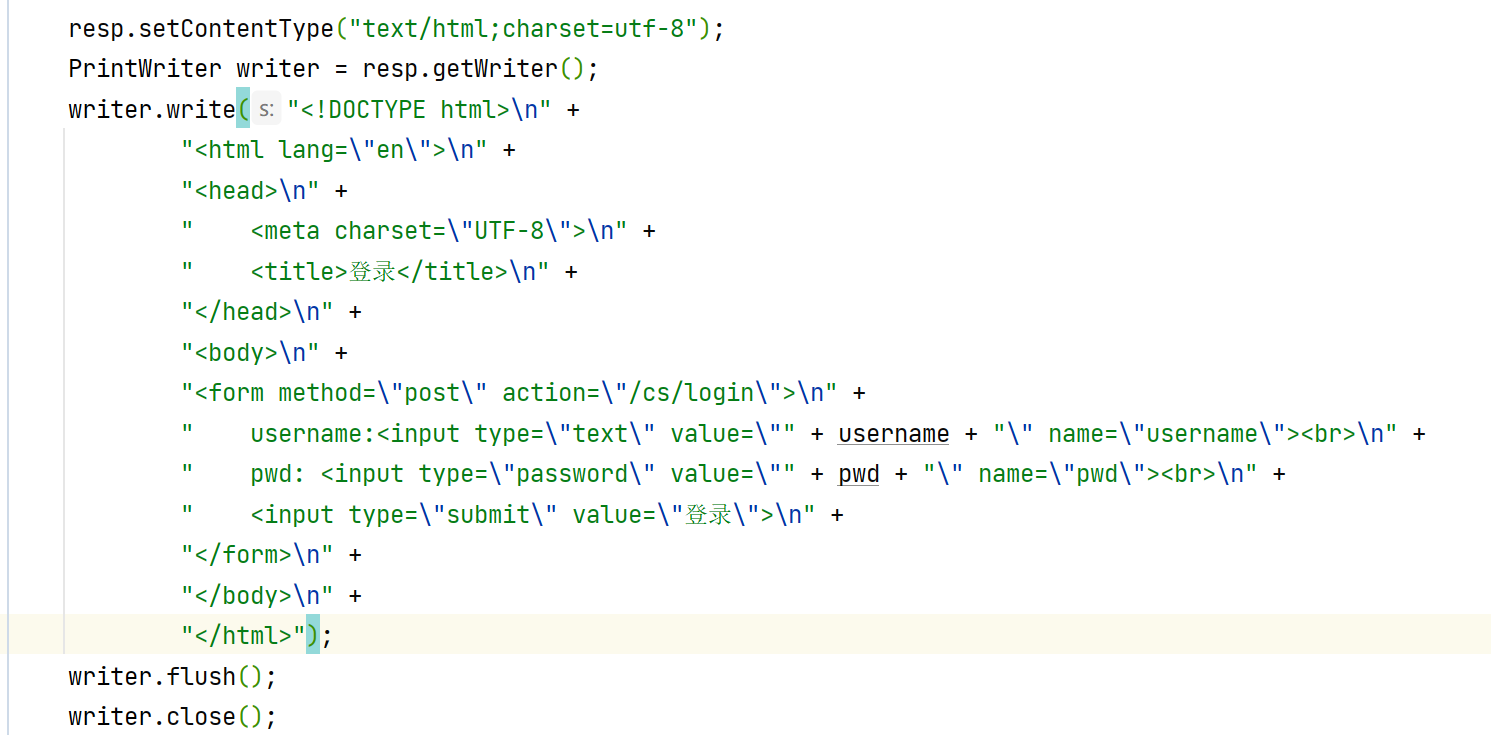 resp.setContentType("text/html;charset=utf-8");
PrintWriter writer = resp.getWriter();
writer.write( s: "<!DOCTYPE html>\n" +
"<html lang=\"en\">\n" +
"<head>\n" +
"    <meta charset=\"UTF-8\">\n" +
"    <title>登录</title>\n" +
"</head>\n" +
"<body>\n" +
"<form method=\"post\" action=\"/cs/login\">\n" +
"    username:<input type=\"text\" value=\"" + username + "\" name=\"username\"><br>\n" +
"    pwd: <input type=\"password\" value=\"" + pwd + "\" name=\"pwd\"><br>\n" +
"    <input type=\"submit\" value=\"登录\">\n" +
"</form>\n" +
"</body>\n" +
"</html>");
writer.flush();
writer.close();